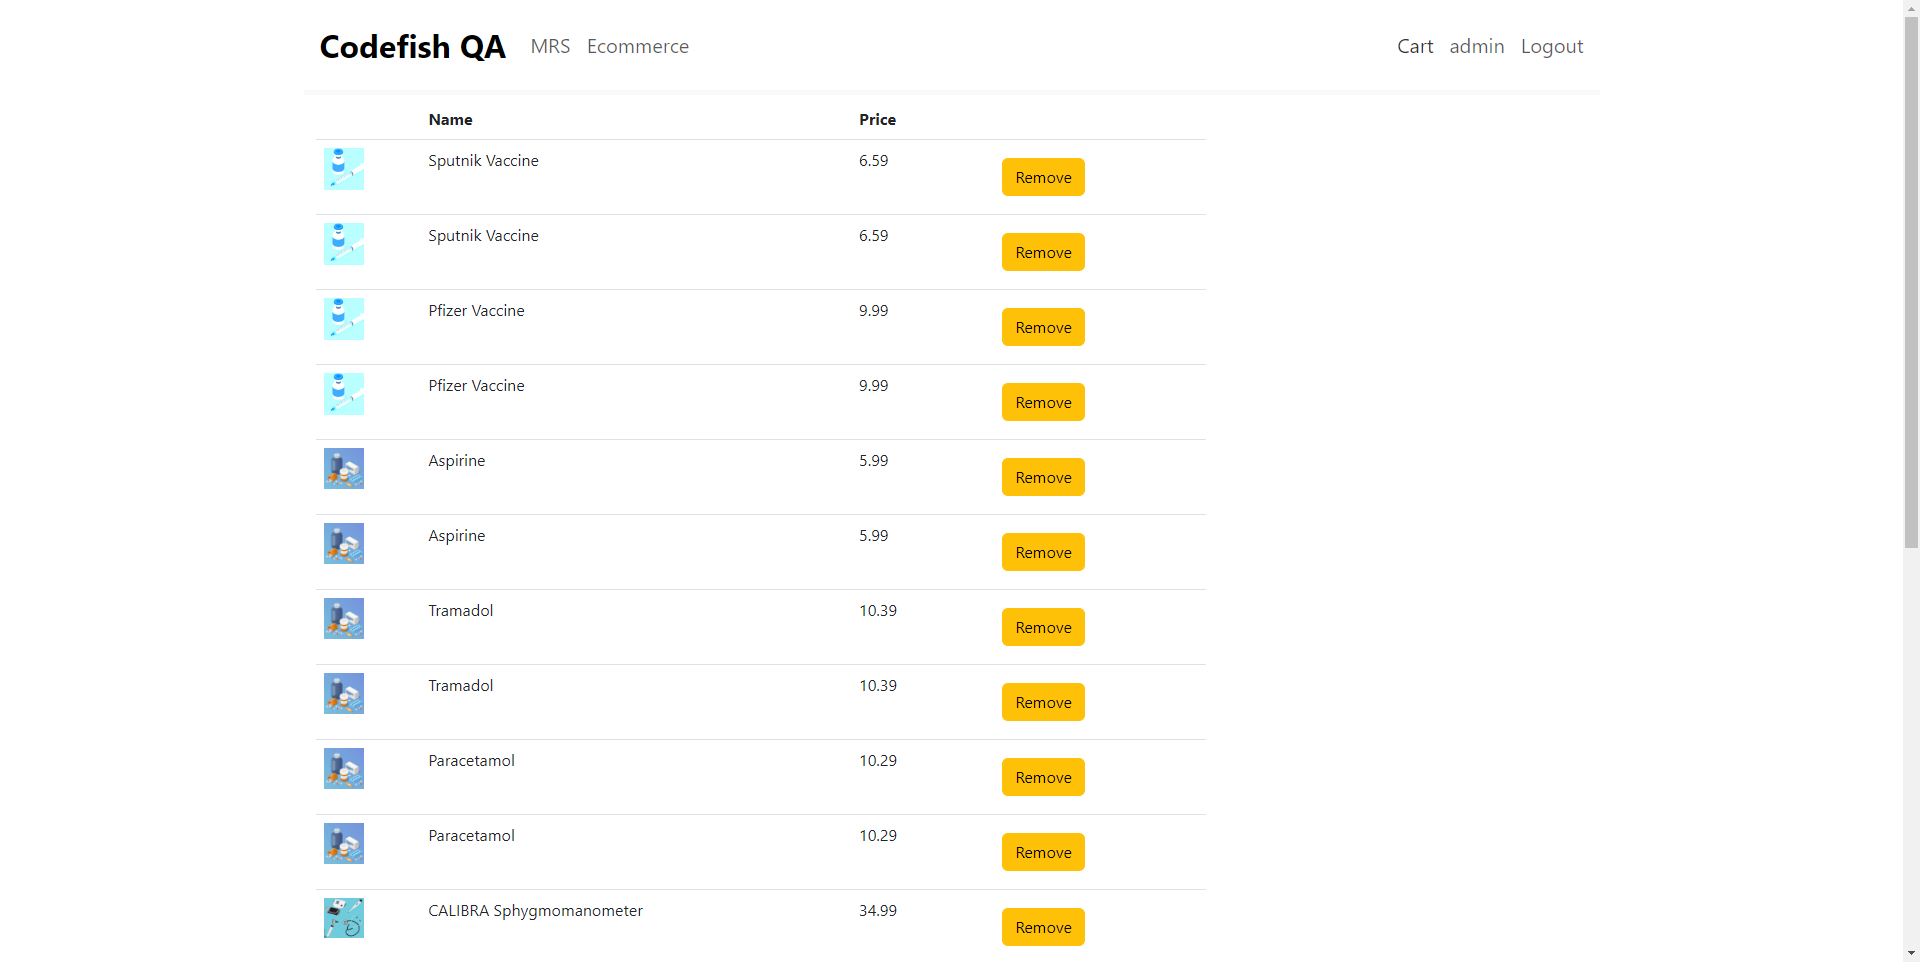 Codefish QA MRS Ecommerce Cart admin Logout
Name Price
Sputnik Vaccine 6.59 Remove
Sputnik Vaccine 6.59 Remove
Pfizer Vaccine 9.99 Remove
Pfizer Vaccine 9.99 Remove
Aspirine 5.99 Remove
Aspirine 5.99 Remove
Tramadol 10.39 Remove
Tramadol 10.39 Remove
Paracetamol 10.29 Remove
Paracetamol 10.29 Remove
CALIBRA Sphygmomanometer 34.99 Remove